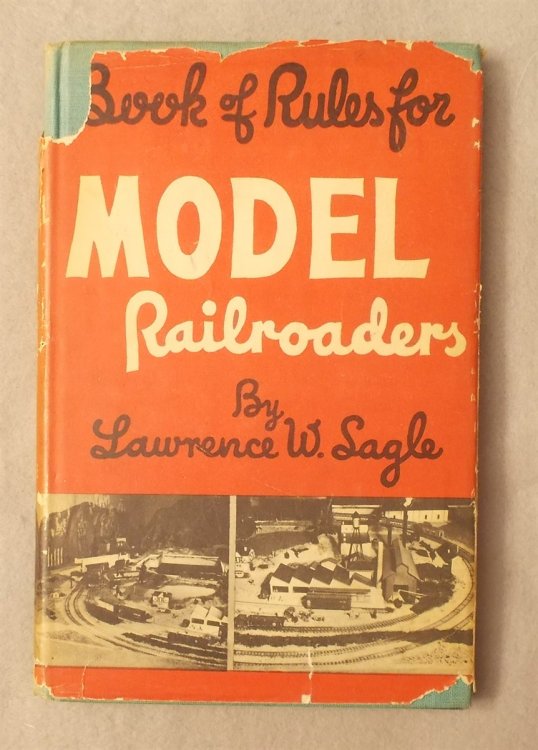 Book of Rules for
MODEL
Railroaders
By
Lawrence W. Sagle